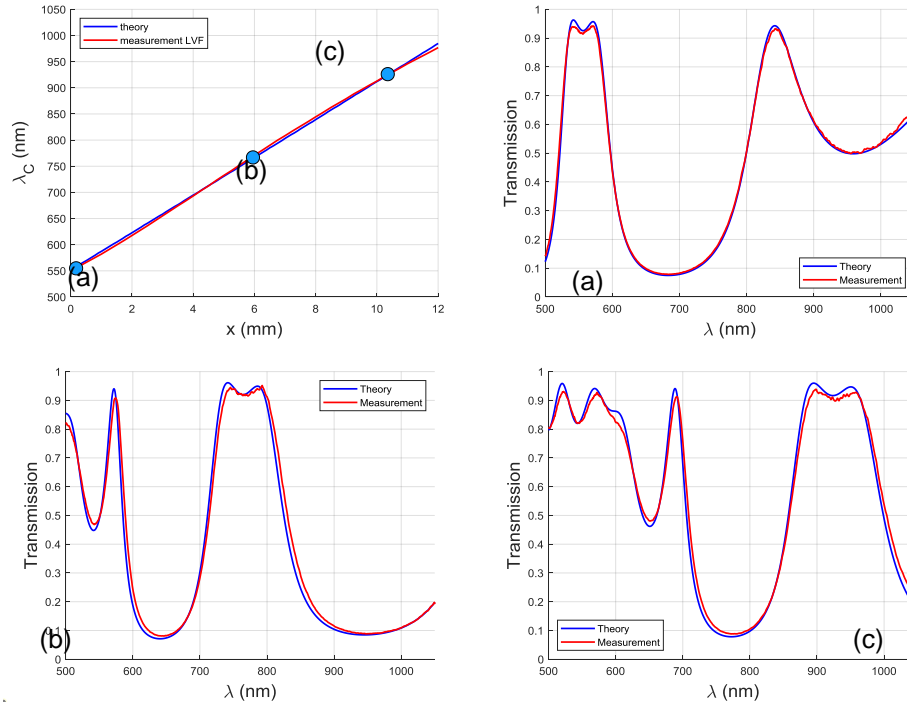 1050
1000
950
900
850
800
750
700
650
600
550
500
λC (nm)
0 2 4 6 8 10 12
x (mm)
theory
measurement LVF
(a)
(b)
(c)
1
0.9
0.8
0.7
0.6
0.5
0.4
0.3
0.2
0.1
0
Transmission
500 600 700 800 900 1000
λ (nm)
Theory
Measurement
(a)
1
0.9
0.8
0.7
0.6
0.5
0.4
0.3
0.2
0.1
0
Transmission
500 600 700 800 900 1000
λ (nm)
Theory
Measurement
(b)
1
0.9
0.8
0.7
0.6
0.5
0.4
0.3
0.2
0.1
0
Transmission
500 600 700 800 900 1000
λ (nm)
Theory
Measurement
(c)